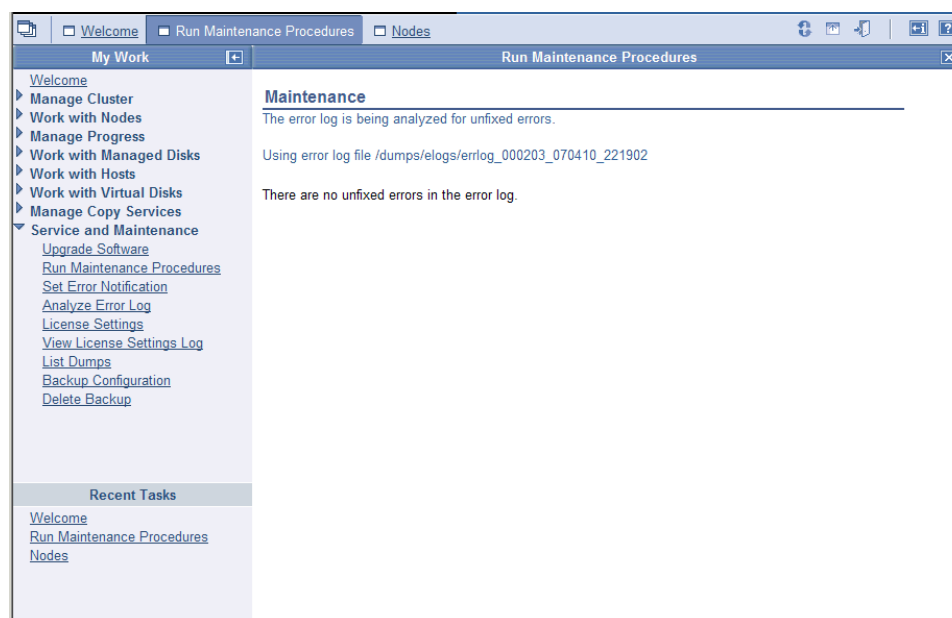 Welcome
Run Maintenance Procedures
Nodes
My Work
Run Maintenance Procedures
Welcome
Manage Cluster
Work with Nodes
Manage Progress
Work with Managed Disks
Work with Hosts
Work with Virtual Disks
Manage Copy Services
Service and Maintenance
Upgrade Software
Run Maintenance Procedures
Set Error Notification
Analyze Error Log
License Settings
View License Settings Log
List Dumps
Backup Configuration
Delete Backup
Recent Tasks
Welcome
Run Maintenance Procedures
Nodes
Maintenance
The error log is being analyzed for unfixed errors.
Using error log file /dumps/elogs/errlog_000203_070410_221902
There are no unfixed errors in the error log.